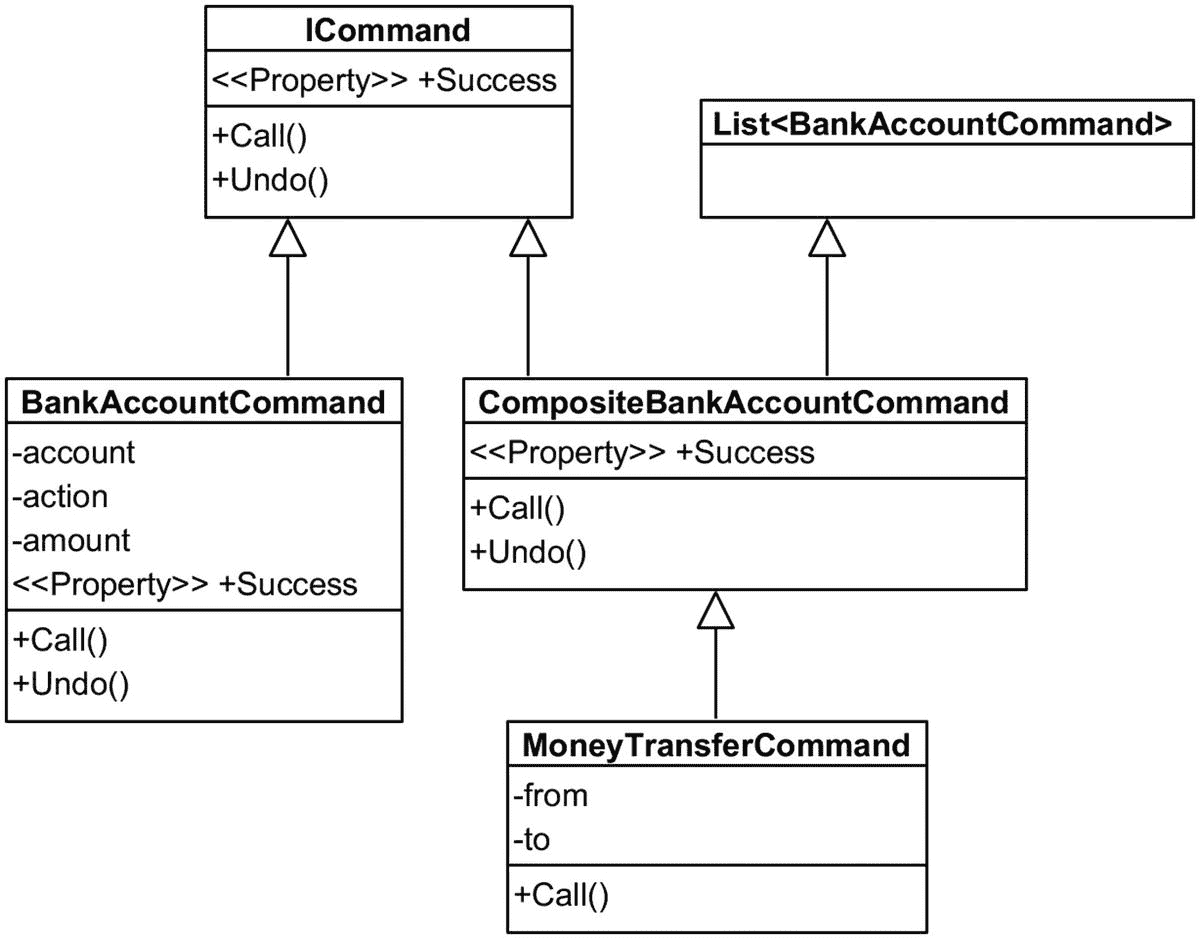 ICommand
<<Property>> +Success
+Call()
+Undo()
List<BankAccountCommand>
BankAccountCommand
-account
-action
-amount
<<Property>> +Success
+Call()
+Undo()
CompositeBankAccountCommand
<<Property>> +Success
+Call()
+Undo()
MoneyTransferCommand
-from
-to
+Call()